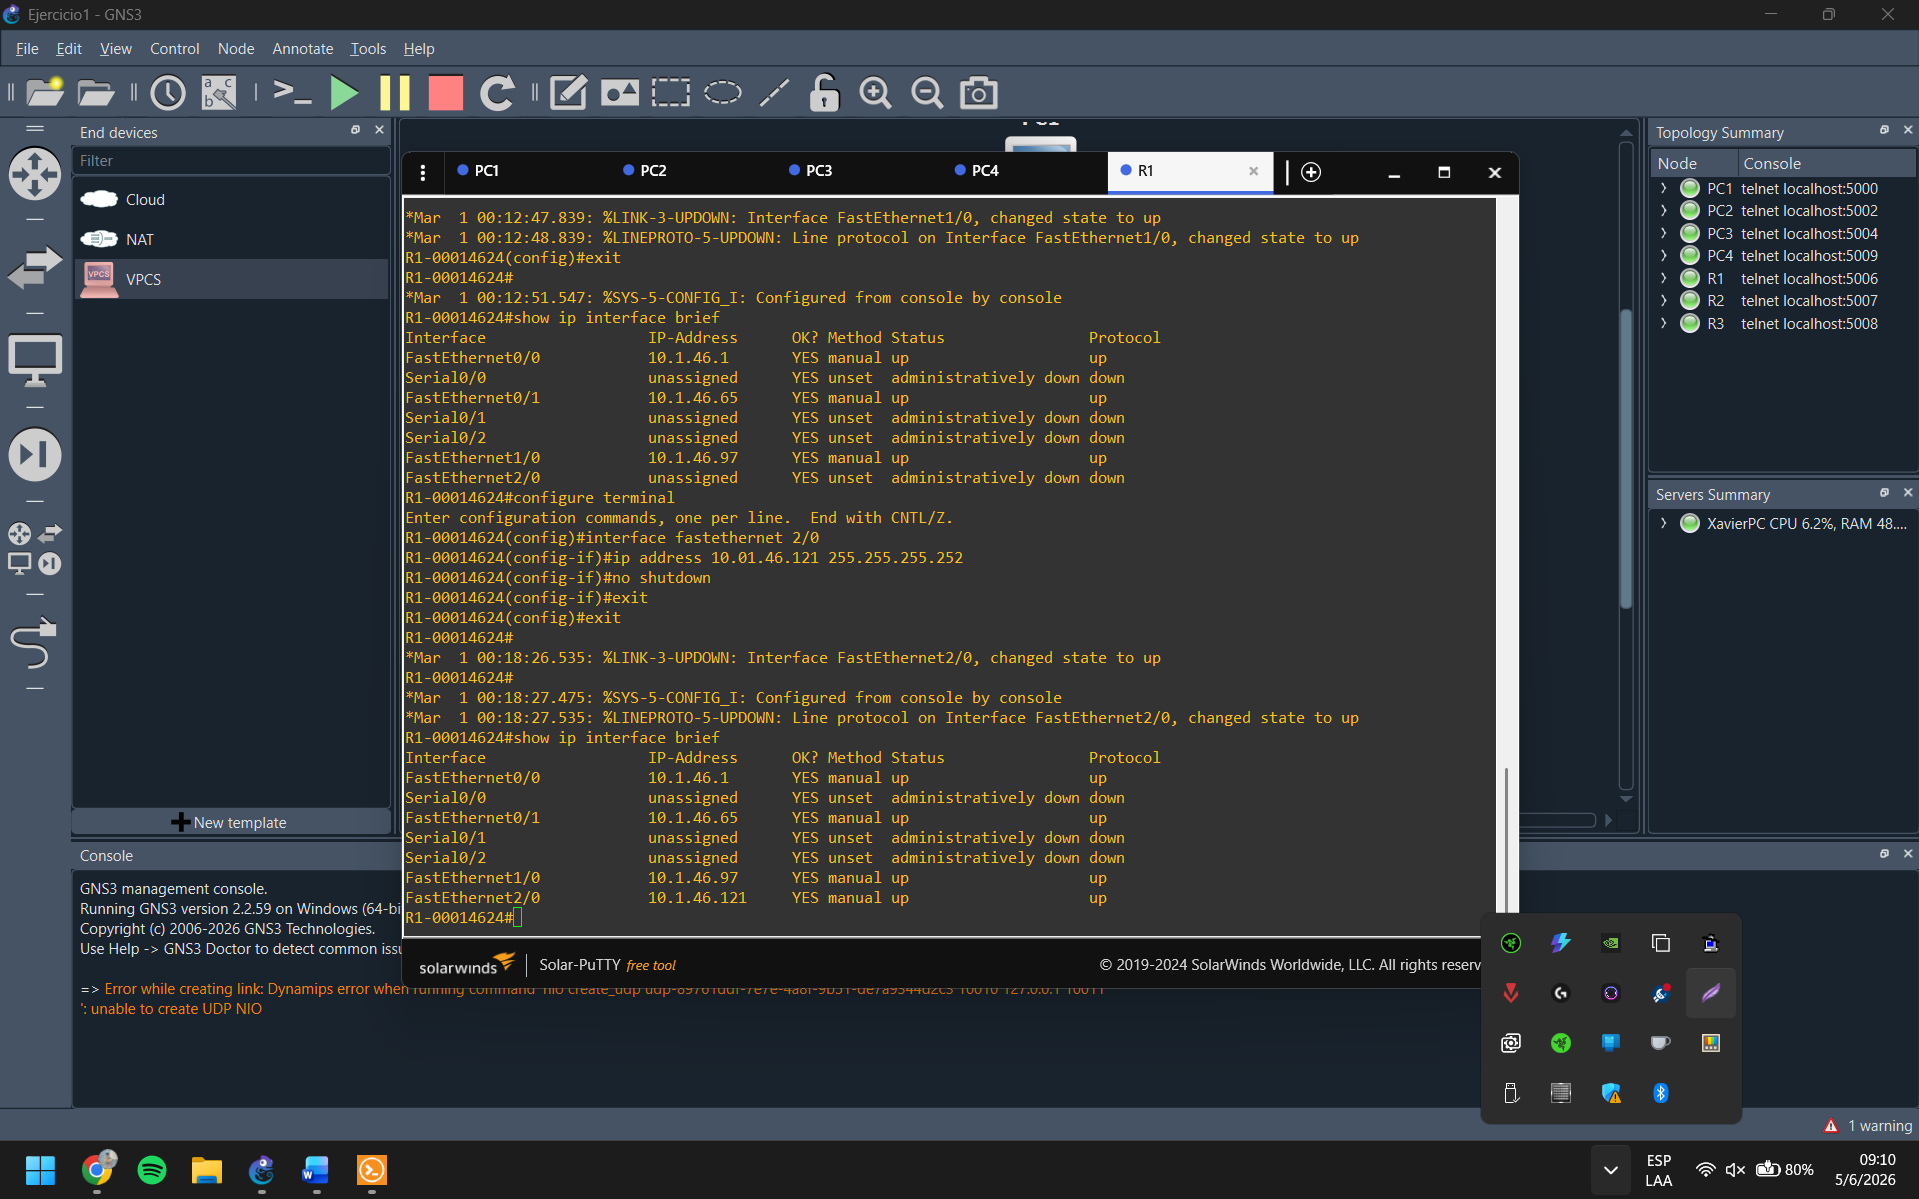 Ejercicio1 - GNS3
File Edit View Control Node Annotate Tools Help
End devices
Filter
Cloud
NAT
VPCS
VPCS
New template
PC1 PC2 PC3 PC4 R1
*Mar  1 00:12:47.839: %LINK-3-UPDOWN: Interface FastEthernet1/0, changed state to up
*Mar  1 00:12:48.839: %LINEPROTO-5-UPDOWN: Line protocol on Interface FastEthernet1/0, changed state to up
R1-00014624(config)#exit
R1-00014624#
*Mar  1 00:12:51.547: %SYS-5-CONFIG_I: Configured from console by console
R1-00014624#show ip interface brief
Interface                  IP-Address      OK? Method Status                Protocol
FastEthernet0/0            10.1.46.1       YES manual up                    up
Serial0/0                  unassigned      YES unset  administratively down down
FastEthernet0/1            10.1.46.65      YES manual up                    up
Serial0/1                  unassigned      YES unset  administratively down down
Serial0/2                  unassigned      YES unset  administratively down down
FastEthernet1/0            10.1.46.97      YES manual up                    up
FastEthernet2/0            unassigned      YES unset  administratively down down
R1-00014624#configure terminal
Enter configuration commands, one per line.  End with CNTL/Z.
R1-00014624(config)#interface fastethernet 2/0
R1-00014624(config-if)#ip address 10.01.46.121 255.255.255.252
R1-00014624(config-if)#no shutdown
R1-00014624(config-if)#exit
R1-00014624(config)#exit
R1-00014624#
*Mar  1 00:18:26.535: %LINK-3-UPDOWN: Interface FastEthernet2/0, changed state to up
R1-00014624#
*Mar  1 00:18:27.475: %SYS-5-CONFIG_I: Configured from console by console
*Mar  1 00:18:27.535: %LINEPROTO-5-UPDOWN: Line protocol on Interface FastEthernet2/0, changed state to up
R1-00014624#show ip interface brief
Interface                  IP-Address      OK? Method Status                Protocol
FastEthernet0/0            10.1.46.1       YES manual up                    up
Serial0/0                  unassigned      YES unset  administratively down down
FastEthernet0/1            10.1.46.65      YES manual up                    up
Serial0/1                  unassigned      YES unset  administratively down down
Serial0/2                  unassigned      YES unset  administratively down down
FastEthernet1/0            10.1.46.97      YES manual up                    up
FastEthernet2/0            10.1.46.121     YES manual up                    up
R1-00014624#
solarwinds Solar-PuTTY free tool © 2019-2024 SolarWinds Worldwide, LLC. All rights reserv
Topology Summary
Node Console
PC1 telnet localhost:5000
PC2 telnet localhost:5002
PC3 telnet localhost:5004
PC4 telnet localhost:5009
R1 telnet localhost:5006
R2 telnet localhost:5007
R3 telnet localhost:5008
Servers Summary
XavierPC CPU 6.2%, RAM 48....
Console
GNS3 management console.
Running GNS3 version 2.2.59 on Windows (64-bi
Copyright (c) 2006-2026 GNS3 Technologies.
Use Help -> GNS3 Doctor to detect common issu
=> Error while creating link: Dynamips error when running command
': unable to create UDP NIO
1 warning
ESP
LAA
80%
09:10
5/6/2026